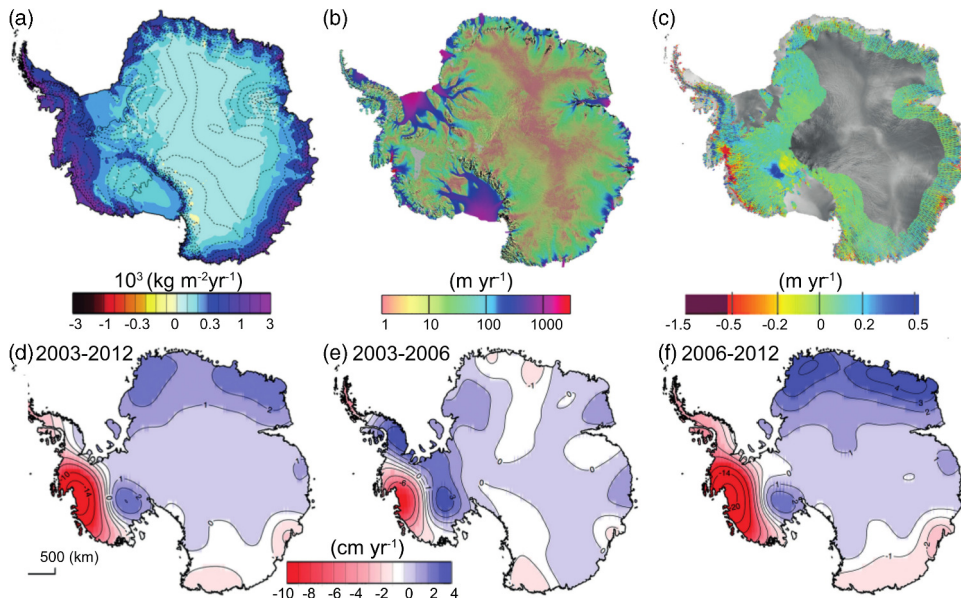 (a)
(b)
(c)
10³ (kg m⁻²yr⁻¹)
-3 -1 -0.3 0 0.3 1 3
(m yr⁻¹)
1 10 100 1000
(m yr⁻¹)
-1.5 -0.5 -0.2 0 0.2 0.5
(d) 2003-2012
(e) 2003-2006
(f) 2006-2012
500 (km)
(cm yr⁻¹)
-10 -8 -6 -4 -2 0 2 4